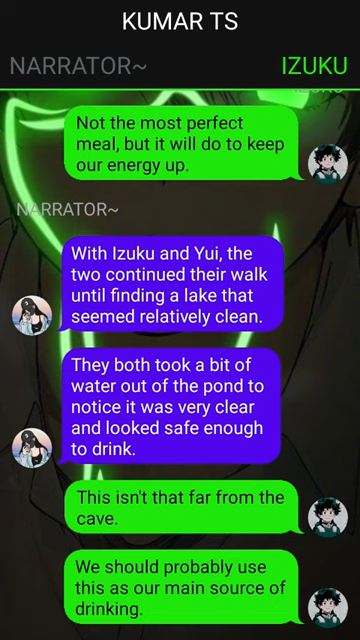 KUMAR TS
NARRATOR~ IZUKU
IZUKU
Not the most perfect
meal, but it will do to keep
our energy up.
NARRATOR~
With Izuku and Yui, the
two continued their walk
until finding a lake that
seemed relatively clean.
They both took a bit of
water out of the pond to
notice it was very clear
and looked safe enough
to drink.
This isn't that far from the
cave.
We should probably use
this as our main source of
drinking.